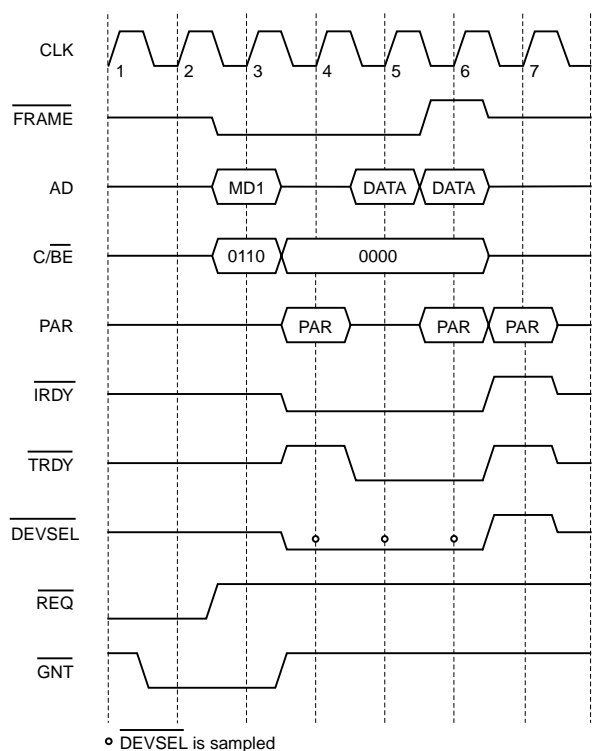 CLK
1 2 3 4 5 6 7
FRAME
AD MD1 DATA DATA
C/BE 0110 0000
PAR PAR PAR PAR
IRDY
TRDY
DEVSEL
REQ
GNT
DEVSEL is sampled